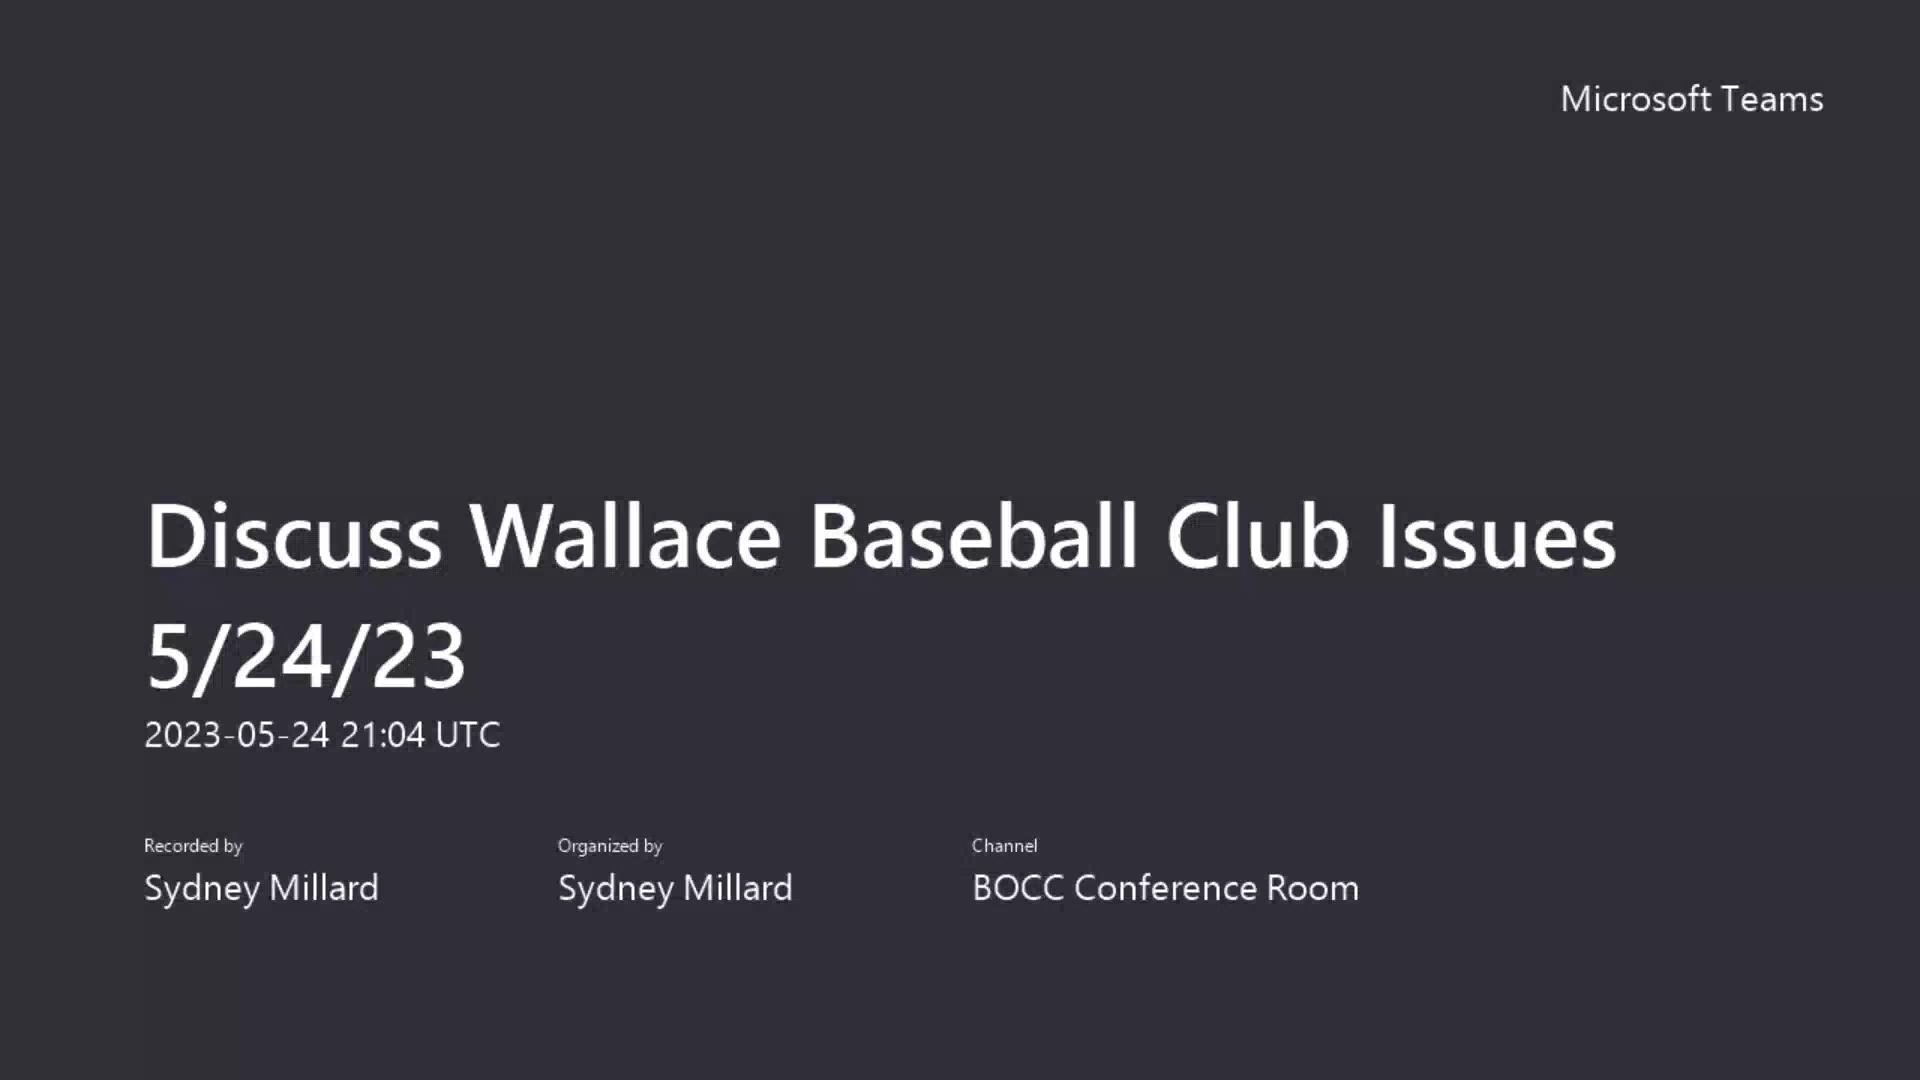 Microsoft Teams
Discuss Wallace Baseball Club Issues
5/24/23
2023-05-24 21:04 UTC
Recorded by
Sydney Millard
Organized by
Sydney Millard
Channel
BOCC Conference Room